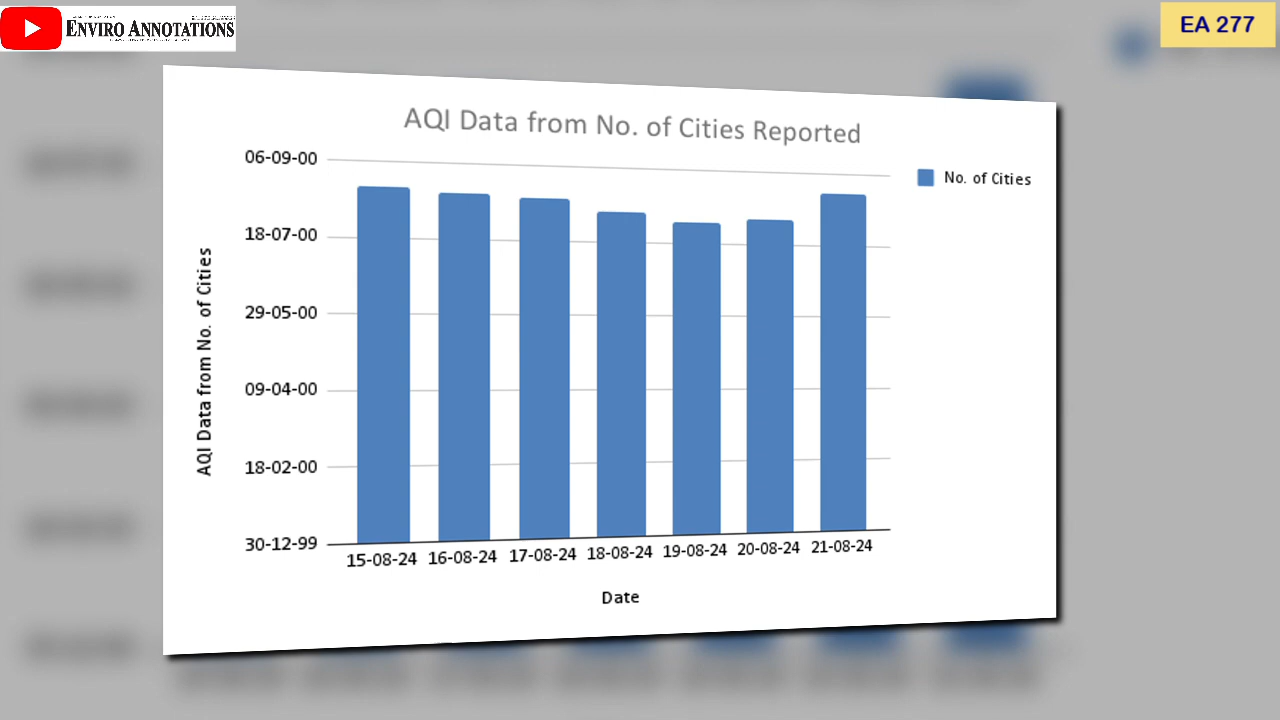 ENVIRO ANNOTATIONS
EA 277
AQI Data from No. of Cities Reported
06-09-00
18-07-00
29-05-00
09-04-00
18-02-00
30-12-99
AQI Data from No. of Cities
No. of Cities
15-08-24 16-08-24 17-08-24 18-08-24 19-08-24 20-08-24 21-08-24
Date